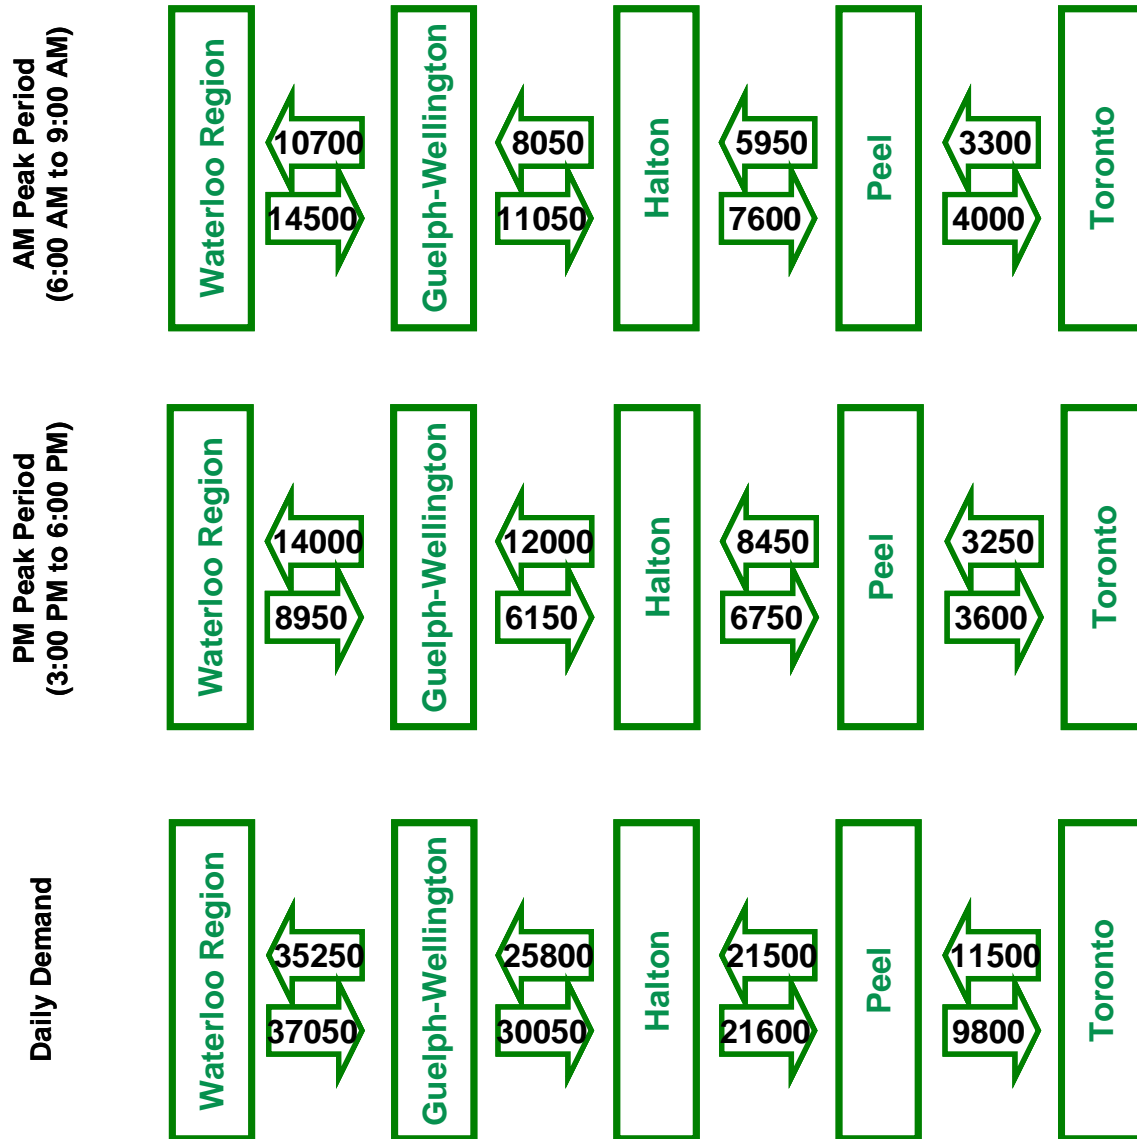 AM Peak Period
(6:00 AM to 9:00 AM)
Waterloo Region
10700
14500
Guelph-Wellington
8050
11050
Halton
5950
7600
Peel
3300
4000
Toronto
PM Peak Period
(3:00 PM to 6:00 PM)
Waterloo Region
14000
8950
Guelph-Wellington
12000
6150
Halton
8450
6750
Peel
3250
3600
Toronto
Daily Demand
Waterloo Region
35250
37050
Guelph-Wellington
25800
30050
Halton
21500
21600
Peel
11500
9800
Toronto